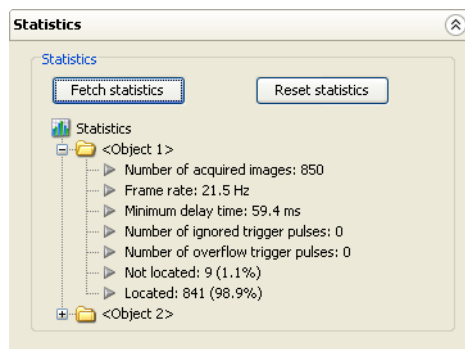 Statistics
Statistics
Fetch statistics
Reset statistics
Statistics
<Object 1>
Number of acquired images: 850
Frame rate: 21.5 Hz
Minimum delay time: 59.4 ms
Number of ignored trigger pulses: 0
Number of overflow trigger pulses: 0
Not located: 9 (1.1%)
Located: 841 (98.9%)
<Object 2>